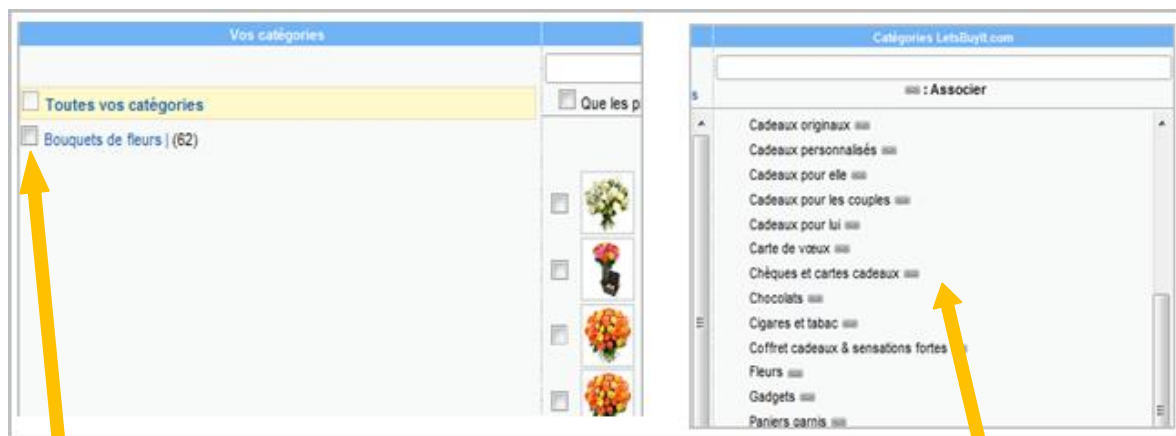 Vos catégories
Toutes vos catégories
Que les p
Bouquets de fleurs | (62)
Catégories LetsBuyIt.com
s
: Associer
Cadeaux originaux
Cadeaux personnalisés
Cadeaux pour elle
Cadeaux pour les couples
Cadeaux pour lui
Carte de vœux
Chèques et cartes cadeaux
Chocolats
Cigares et tabac
Coffret cadeaux & sensations fortes
Fleurs
Gadgets
Paniers garnis